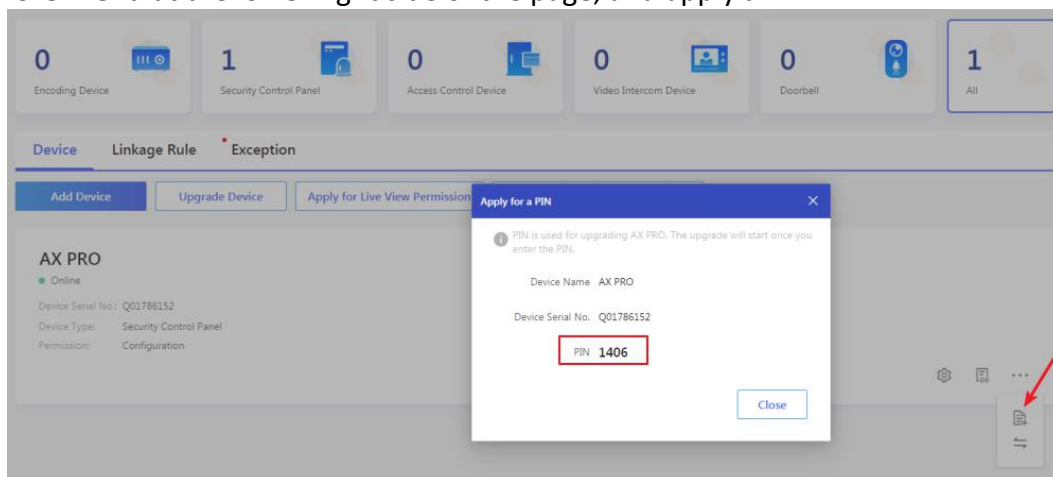 0
Encoding Device
1
Security Control Panel
0
Access Control Device
0
Video Intercom Device
0
Doorbell
1
All
Device Linkage Rule Exception
Add Device Upgrade Device Apply for Live View Permission
Apply for a PIN
PIN is used for upgrading AX PRO. The upgrade will start once you
enter the PIN.
Device Name AX PRO
Device Serial No. Q01786152
PIN 1406
Close
AX PRO
Online
Device Serial No.: Q01786152
Device Type: Security Control Panel
Permission: Configuration